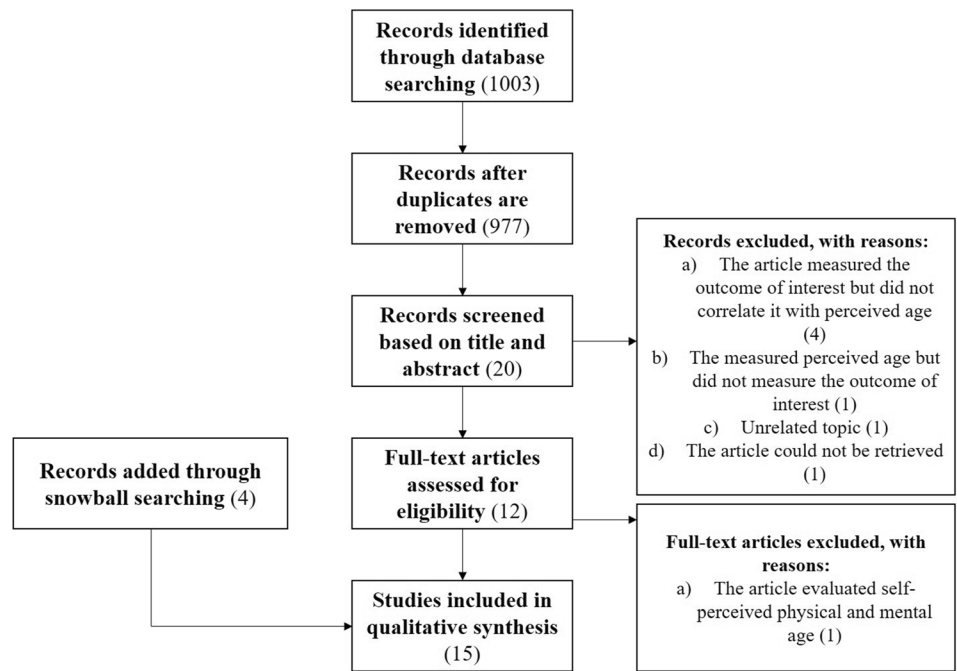 Records identified
through database
searching (1003)
Records after
duplicates are
removed (977)
Records screened
based on title and
abstract (20)
Records excluded, with reasons:
a) The article measured the
outcome of interest but did not
correlate it with perceived age
(4)
b) The measured perceived age but
did not measure the outcome of
interest (1)
c) Unrelated topic (1)
d) The article could not be retrieved
(1)
Records added through
snowball searching (4)
Full-text articles
assessed for
eligibility (12)
Full-text articles excluded, with
reasons:
a) The article evaluated self-
perceived physical and mental
age (1)
Studies included in
qualitative synthesis
(15)